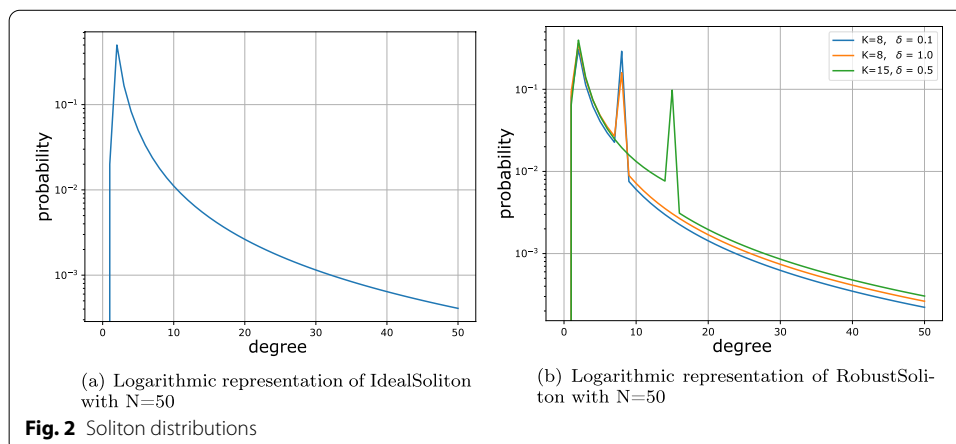 10⁻¹
10⁻²
10⁻³
probability
0 10 20 30 40 50
degree
(a) Logarithmic representation of IdealSoliton
with N=50
K=8, δ = 0.1
K=8, δ = 1.0
K=15, δ = 0.5
10⁻¹
10⁻²
10⁻³
probability
0 10 20 30 40 50
degree
(b) Logarithmic representation of RobustSoli-
ton with N=50
Fig. 2 Soliton distributions